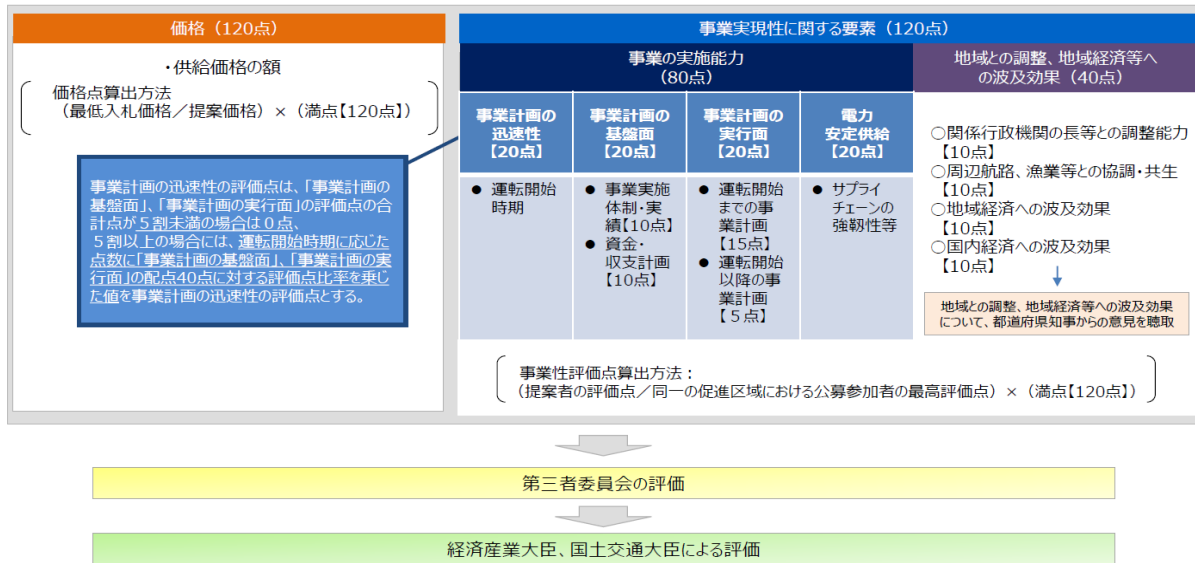 価格（120点）
・供給価格の額
価格点算出方法
（最低入札価格／提案価格）×（満点【120点】）
事業計画の迅速性の評価点は、「事業計画の
基盤面」、「事業計画の実行面」の評価点の合
計点が５割未満の場合は０点、
５割以上の場合には、運転開始時期に応じた
点数に「事業計画の基盤面」、「事業計画の実
行面」の配点40点に対する評価点比率を乗じ
た値を事業計画の迅速性の評価点とする。
事業実現性に関する要素（120点）
事業の実施能力
（80点）
事業計画の
迅速性
【20点】
● 運転開始
時期
事業計画の
基盤面
【20点】
● 事業実施
体制・実
績【10点】
● 資金・
収支計画
【10点】
事業計画の
実行面
【20点】
● 運転開始
までの事
業計画
【15点】
● 運転開始
以降の事
業計画
【５点】
電力
安定供給
【20点】
● サプライ
チェーンの
強靱性等
地域との調整、地域経済等へ
の波及効果（40点）
○関係行政機関の長等との調整能力
【10点】
○周辺航路、漁業等との協調・共生
【10点】
○地域経済への波及効果
【10点】
○国内経済への波及効果
【10点】
地域との調整、地域経済等への波及効果
について、都道府県知事からの意見を聴取
事業性評価点算出方法：
（提案者の評価点／同一の促進区域における公募参加者の最高評価点）×（満点【120点】）
第三者委員会の評価
経済産業大臣、国土交通大臣による評価